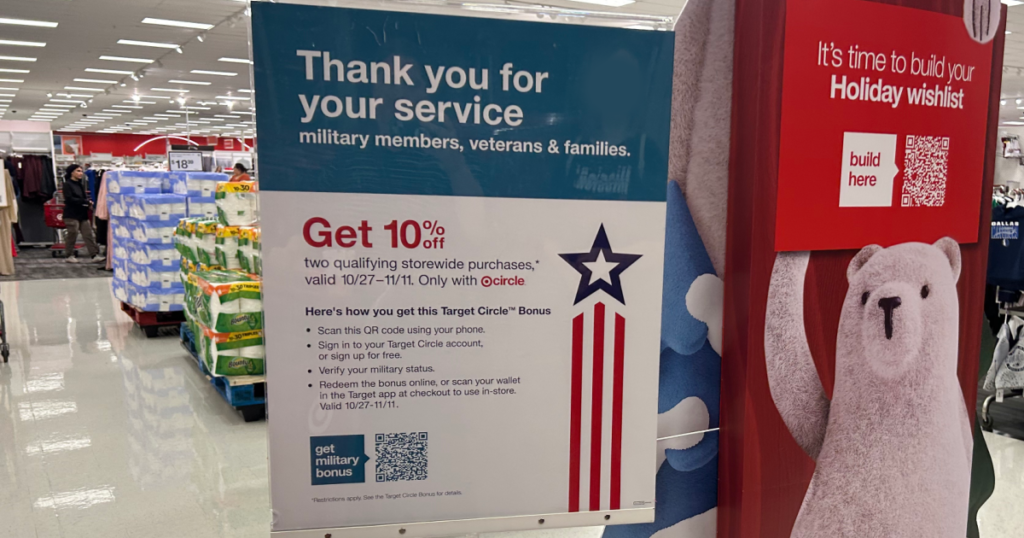 Thank you for
your service
military members, veterans & families.
Get 10% off
two qualifying storewide purchases,*
valid 10/27–11/11. Only with circle
Here's how you get this Target Circle™ Bonus
• Scan this QR code using your phone.
• Sign in to your Target Circle account,
or sign up for free.
• Verify your military status.
• Redeem the bonus online, or scan your wallet
in the Target app at checkout to use in-store.
Valid 10/27-11/11.
get
military
bonus
*Restrictions apply. See the Target Circle Bonus for details.
It's time to build your
Holiday wishlist
build
here
$18
DALLAS